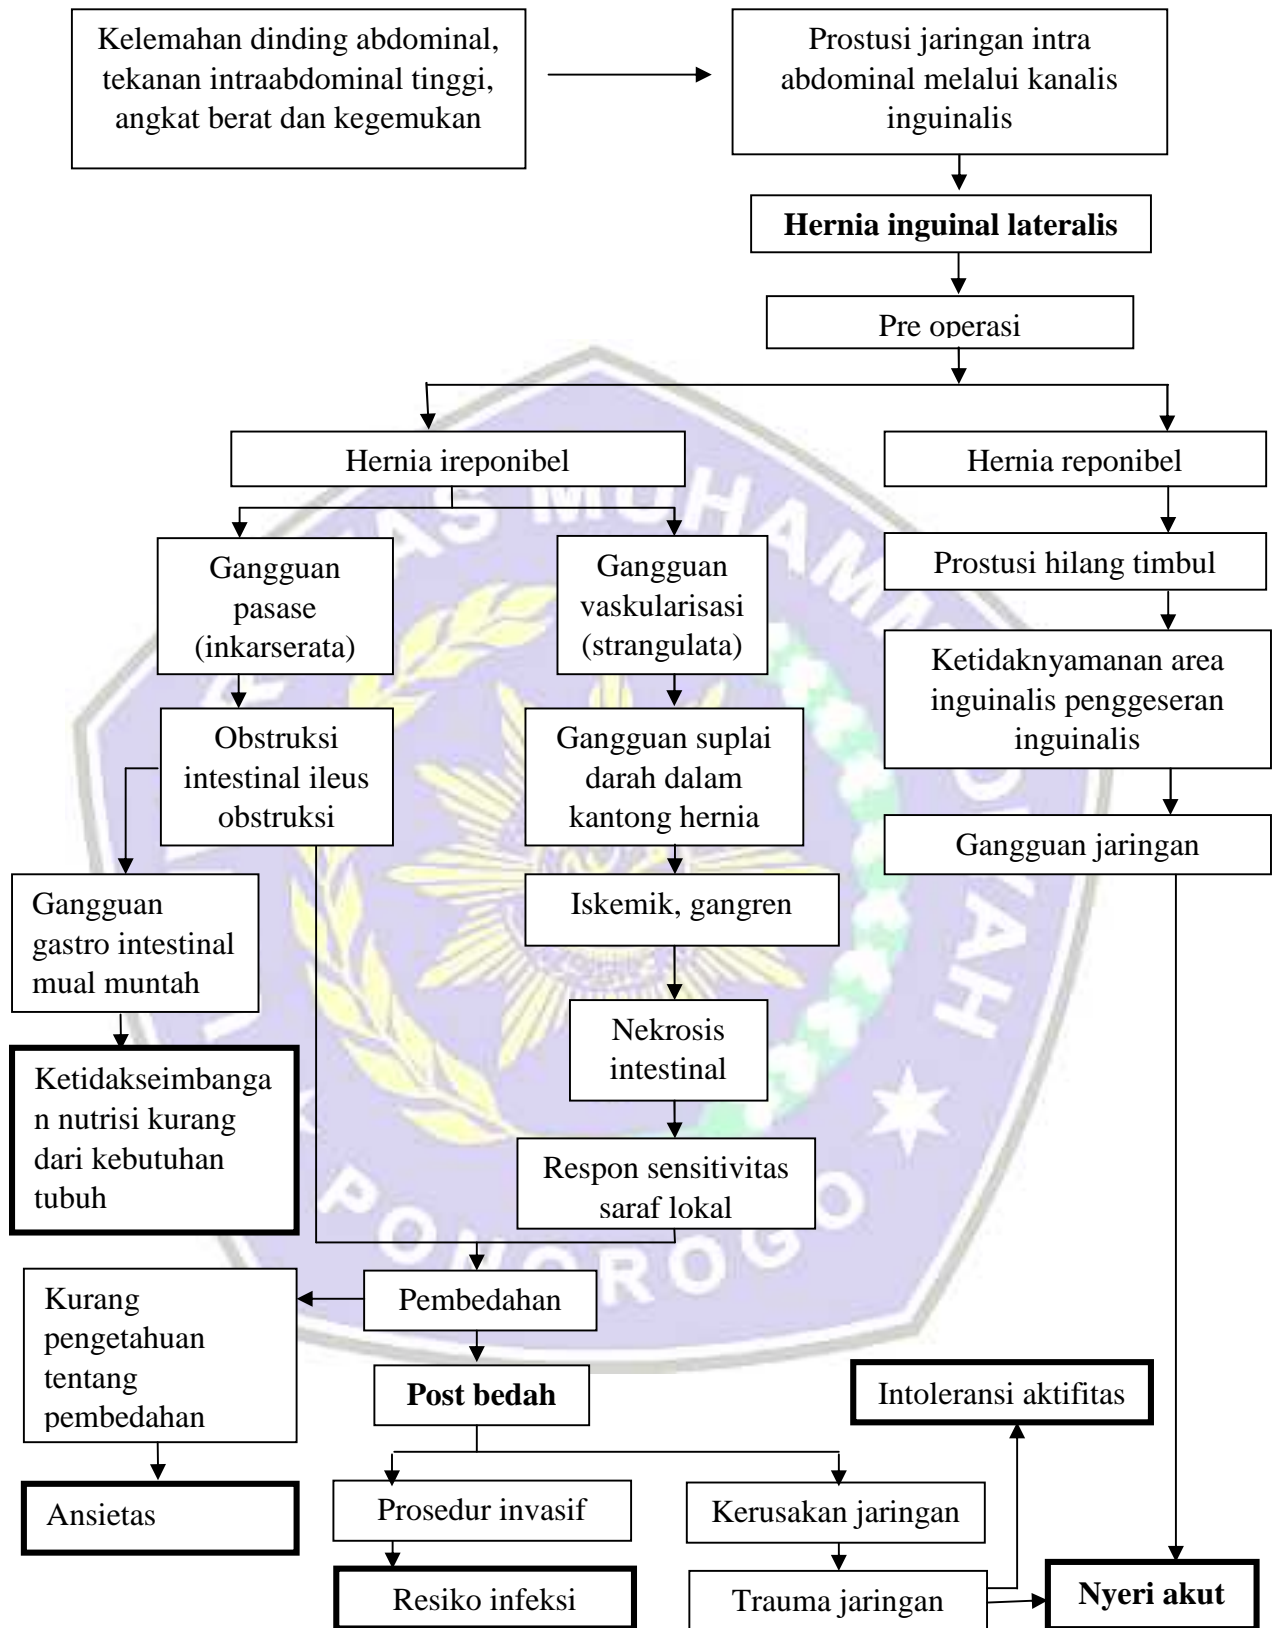 Kelemahan dinding abdominal,
tekanan intraabdominal tinggi,
angkat berat dan kegemukan
Prostusi jaringan intra
abdominal melalui kanalis
inguinalis
Hernia inguinal lateralis
Pre operasi
Hernia ireponibel
Hernia reponibel
Gangguan
pasase
(inkarserata)
Gangguan
vaskularisasi
(strangulata)
Prostusi hilang timbul
Ketidaknyamanan area
inguinalis penggeseran
inguinalis
Obstruksi
intestinal ileus
obstruksi
Gangguan suplai
darah dalam
kantong hernia
Gangguan jaringan
Gangguan
gastro intestinal
mual muntah
Iskemik, gangren
Nekrosis
intestinal
Ketidakseimbanga
n nutrisi kurang
dari kebutuhan
tubuh
Respon sensitivitas
saraf lokal
Pembedahan
Kurang
pengetahuan
tentang
pembedahan
Post bedah
Intoleransi aktifitas
Ansietas
Prosedur invasif
Kerusakan jaringan
Resiko infeksi
Trauma jaringan
Nyeri akut
PONOROGO